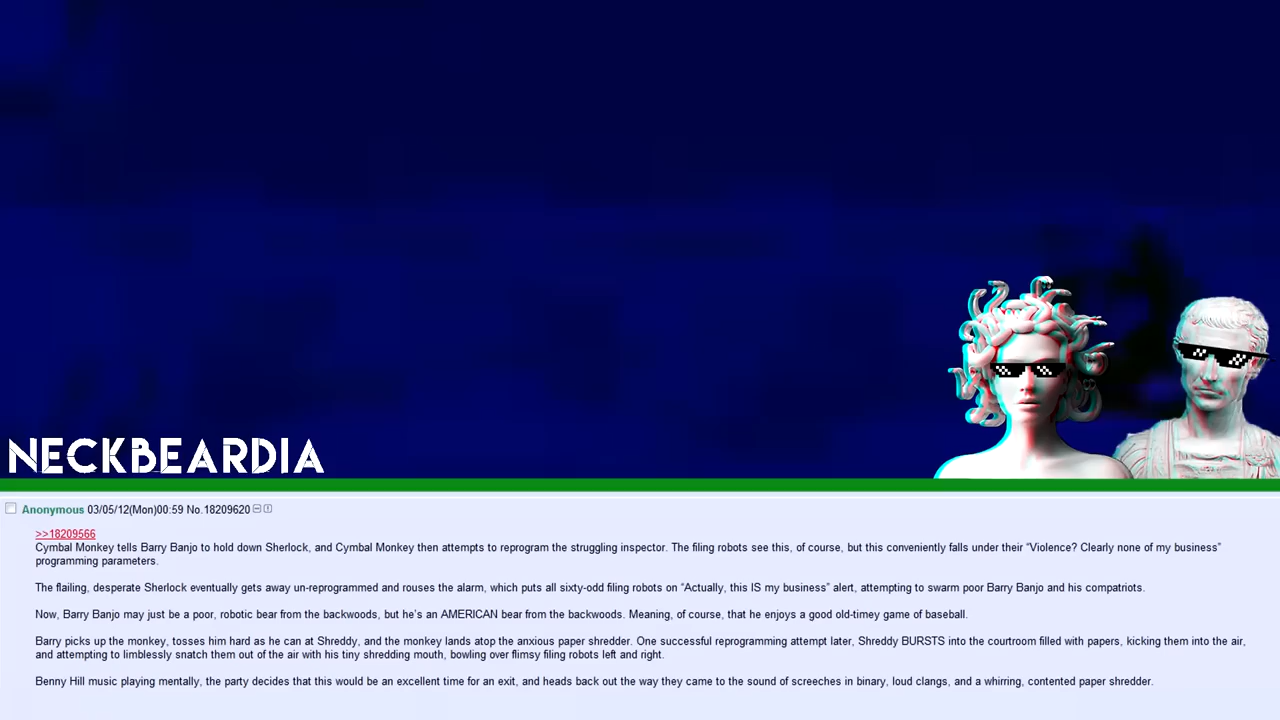 NECKBEARDIA
Anonymous 03/05/12(Mon)00:59 No.18209620
>>18209566
Cymbal Monkey tells Barry Banjo to hold down Sherlock, and Cymbal Monkey then attempts to reprogram the struggling inspector. The filing robots see this, of course, but this conveniently falls under their “Violence? Clearly none of my business”
programming parameters.
The flailing, desperate Sherlock eventually gets away un-reprogrammed and rouses the alarm, which puts all sixty-odd filing robots on “Actually, this IS my business” alert, attempting to swarm poor Barry Banjo and his compatriots.
Now, Barry Banjo may just be a poor, robotic bear from the backwoods, but he’s an AMERICAN bear from the backwoods. Meaning, of course, that he enjoys a good old-timey game of baseball.
Barry picks up the monkey, tosses him hard as he can at Shreddy, and the monkey lands atop the anxious paper shredder. One successful reprogramming attempt later, Shreddy BURSTS into the courtroom filled with papers, kicking them into the air,
and attempting to limblessly snatch them out of the air with his tiny shredding mouth, bowling over flimsy filing robots left and right.
Benny Hill music playing mentally, the party decides that this would be an excellent time for an exit, and heads back out the way they came to the sound of screeches in binary, loud clangs, and a whirring, contented paper shredder.